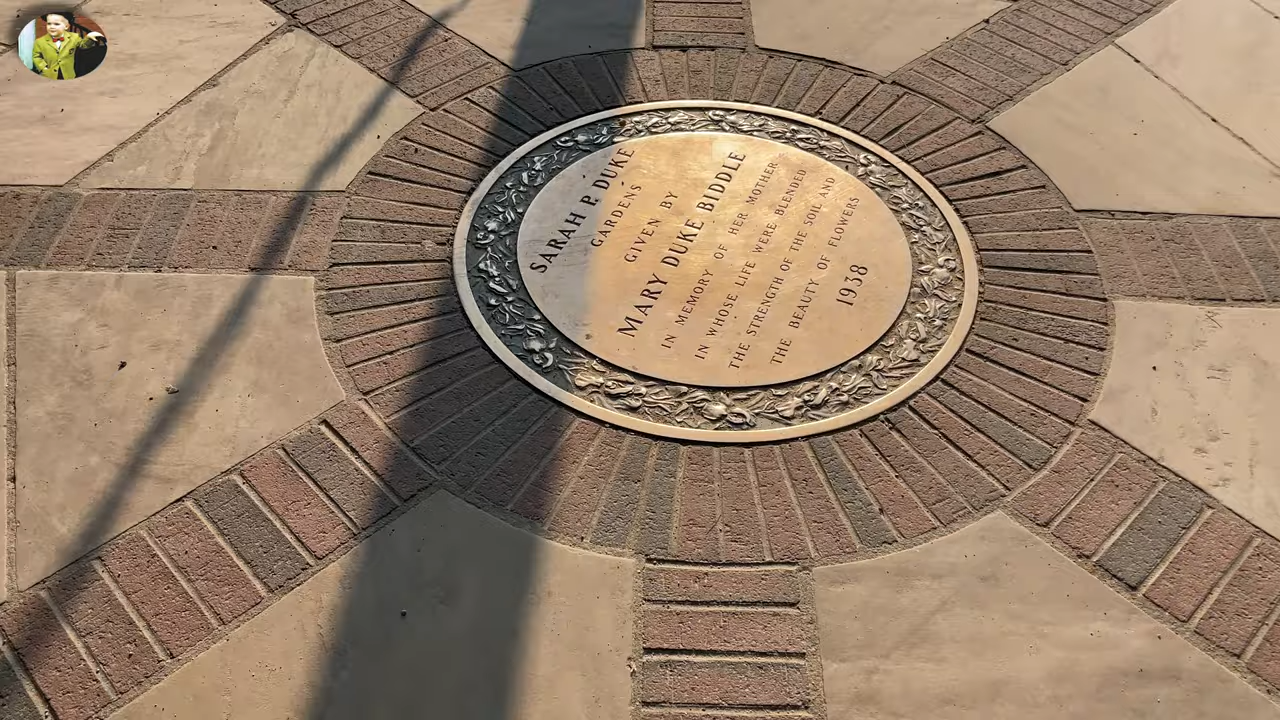 SARAH P. DUKE
GARDENS
GIVEN BY
MARY DUKE BIDDLE
IN MEMORY OF HER MOTHER
IN WHOSE LIFE WERE BLENDED
THE STRENGTH OF THE SOIL AND
THE BEAUTY OF FLOWERS
1938